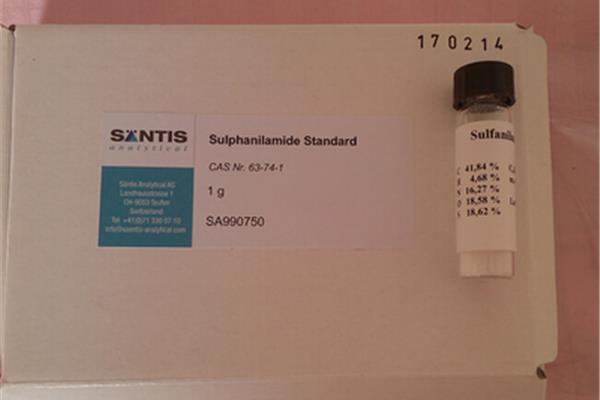 170214
SÄNTIS
analytical
Sulphanilamide Standard
CAS Nr. 63-74-1
1 g
SA990750
Säntis Analytical AG
Landhausstrasse 1
CH-9053 Teufen
Switzerland
Tel. +41(0)71 330 07 10
info@saentis-analytical.com
Sulfanila
C 41,84 %
H 4,68 %
N 16,27 %
O 18,58 %
S 18,62 %